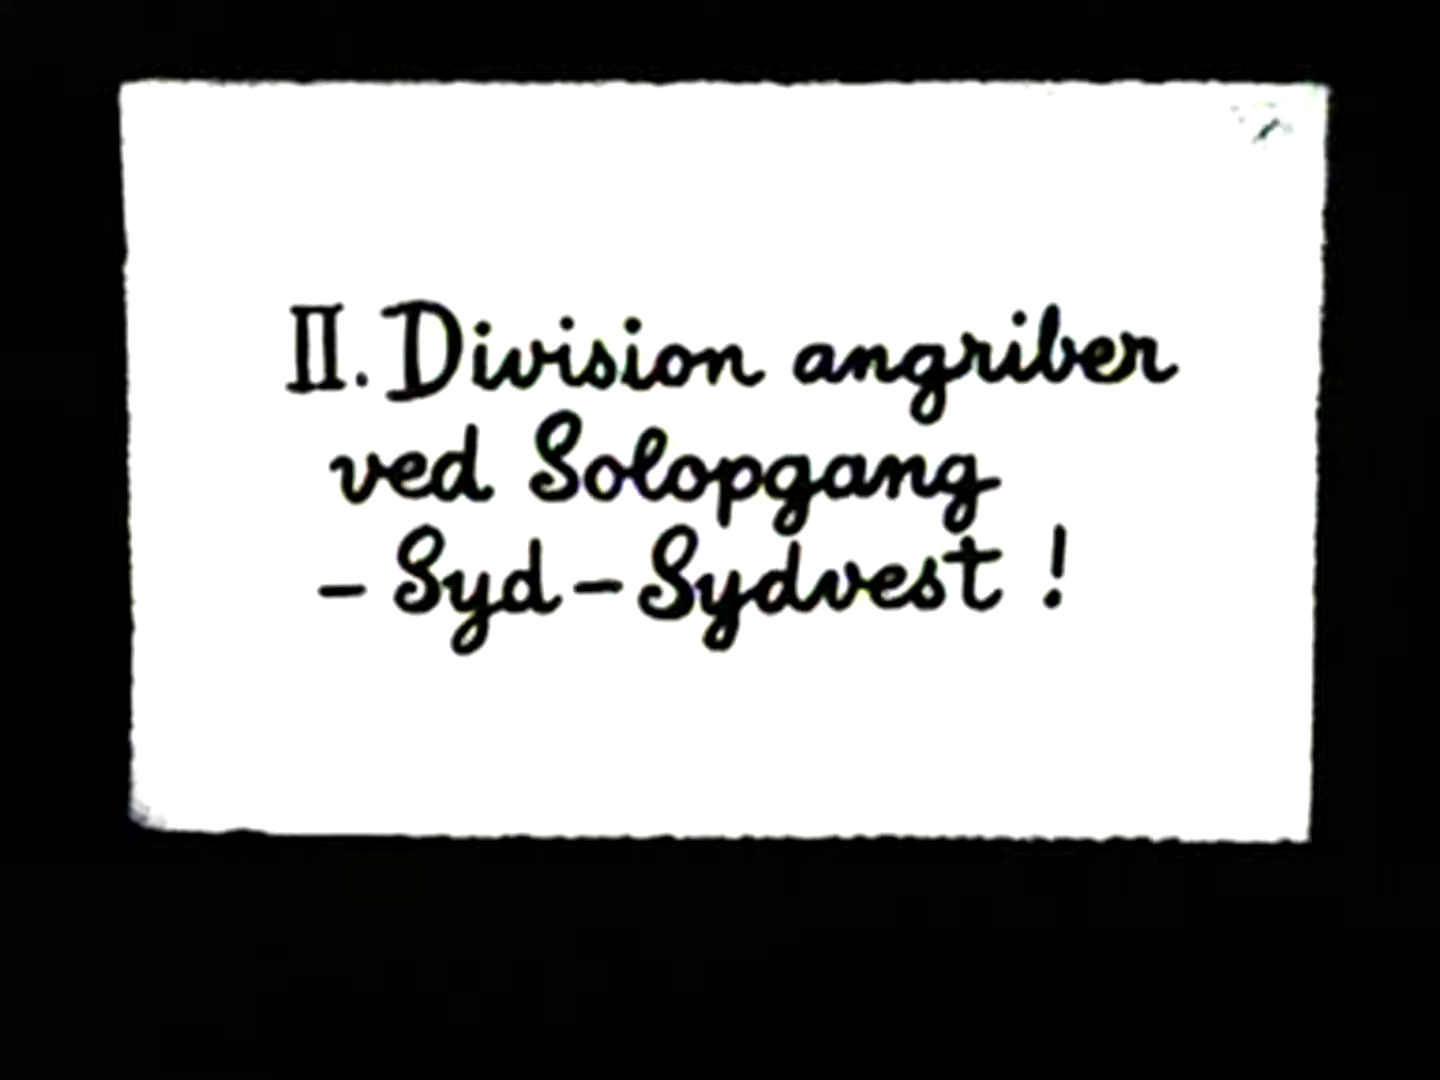 II. Division angriber
ved Solopgang
- Syd - Sydvest !